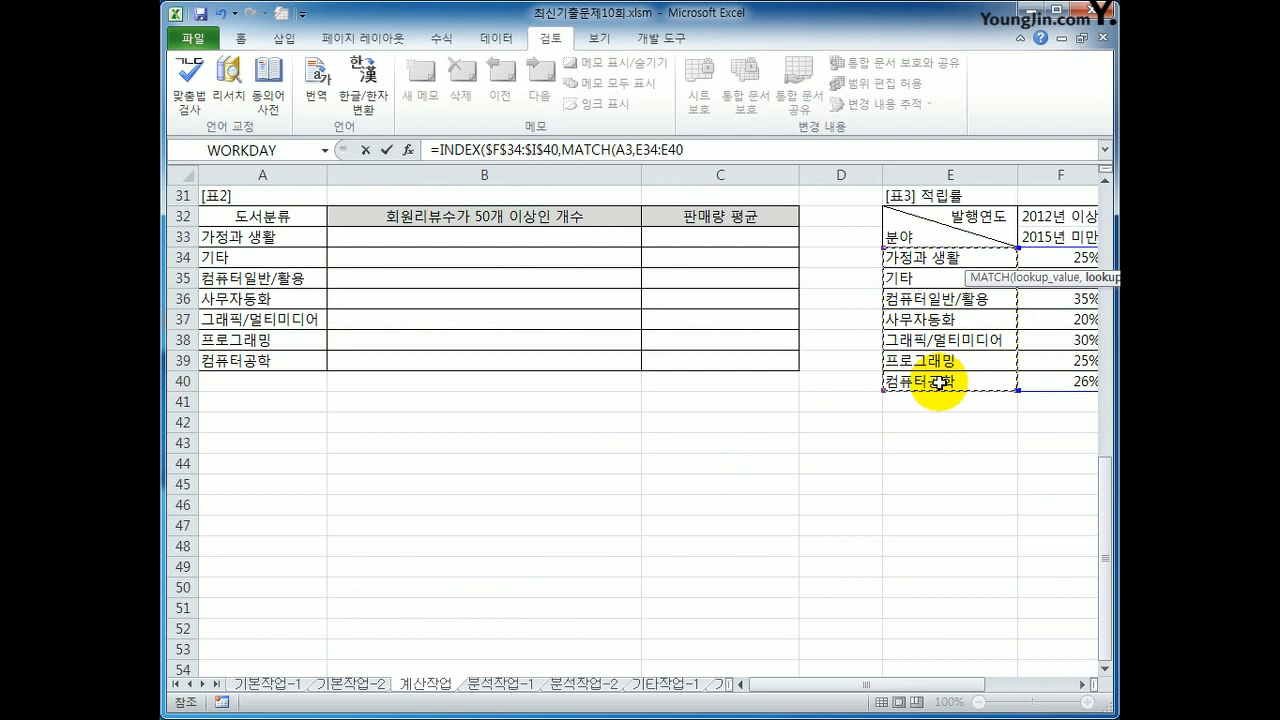 최신기출문제10회.xlsm - Microsoft Excel
YoungJin.com Y.
파일 홈 삽입 페이지 레이아웃 수식 데이터 검토 보기 개발 도구
맞춤법 검사 리서치 동의어 사전 번역 한글/한자 변환 새 메모 삭제 이전 다음 메모 표시/숨기기 메모 모두 표시 잉크 표시 시트 보호 통합 문서 보호 통합 문서 공유 통합 문서 보호와 공유 범위 편집 허용 변경 내용 추적
언어 교정 언어 메모 변경 내용
WORKDAY =INDEX($F$34:$I$40,MATCH(A3,E34:E40
A B C D E F
31 [표2] [표3] 적립률
32 도서분류 회원리뷰수가 50개 이상인 개수 판매량 평균 발행연도 2012년 이상
33 가정과 생활 분야 2015년 미만
34 기타 가정과 생활 25%
35 컴퓨터일반/활용 기타 MATCH(lookup_value, lookup
36 사무자동화 컴퓨터일반/활용 35%
37 그래픽/멀티미디어 사무자동화 20%
38 프로그래밍 그래픽/멀티미디어 30%
39 컴퓨터공학 프로그래밍 25%
40 컴퓨터공학 26%
41
42
43
44
45
46
47
48
49
50
51
52
53
54
기본작업-1 기본작업-2 계산작업 분석작업-1 분석작업-2 기타작업-1
참조 100%